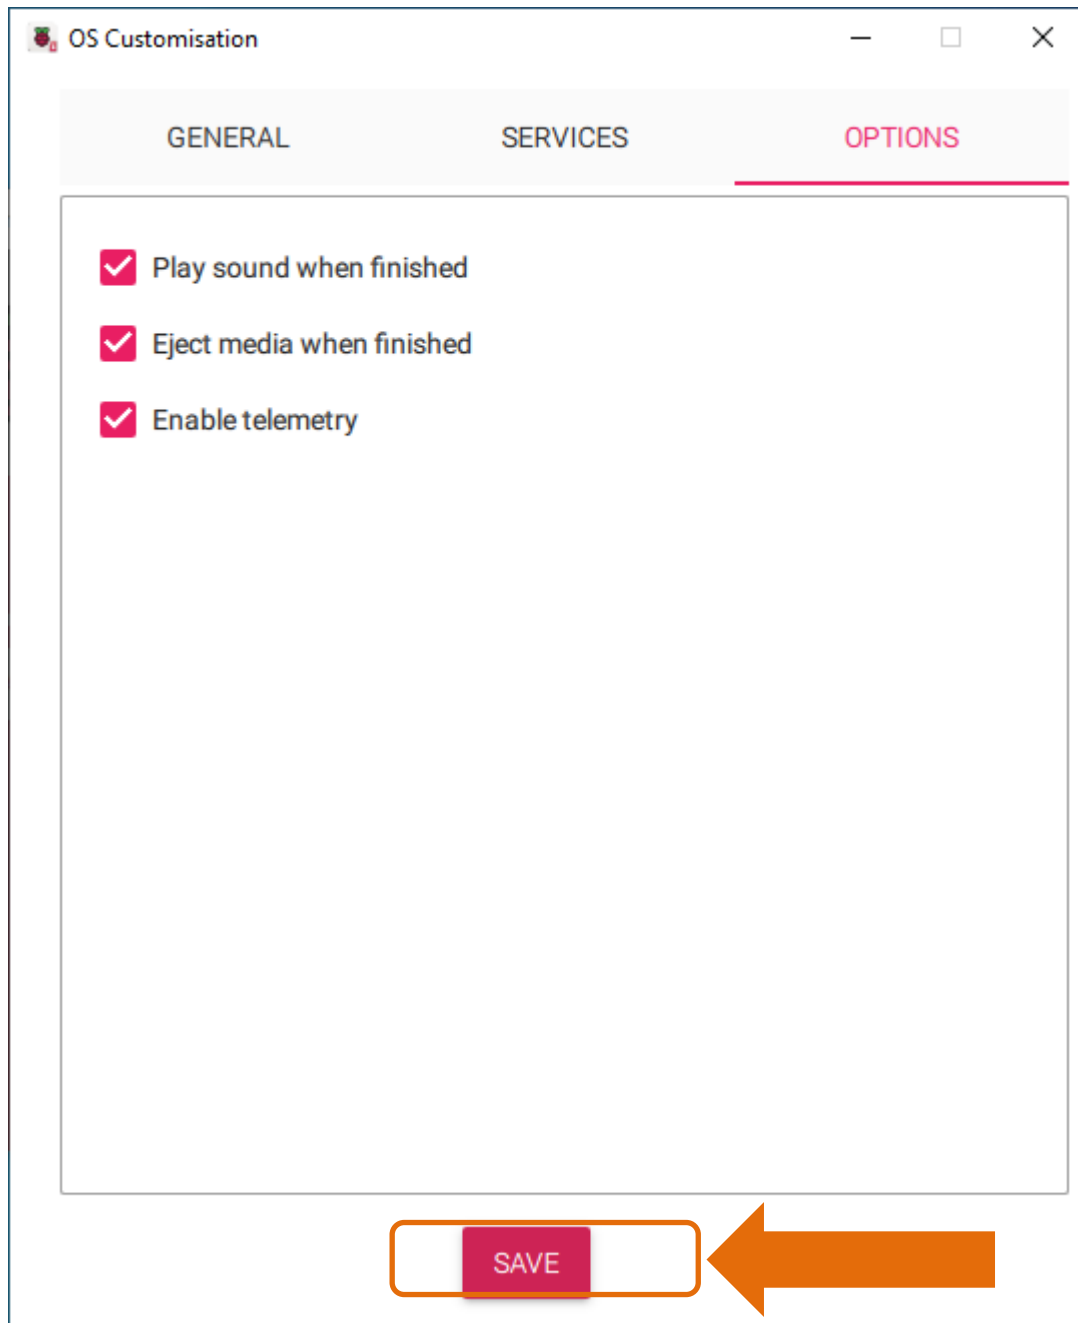 OS Customisation
GENERAL SERVICES OPTIONS
Play sound when finished
Eject media when finished
Enable telemetry
SAVE